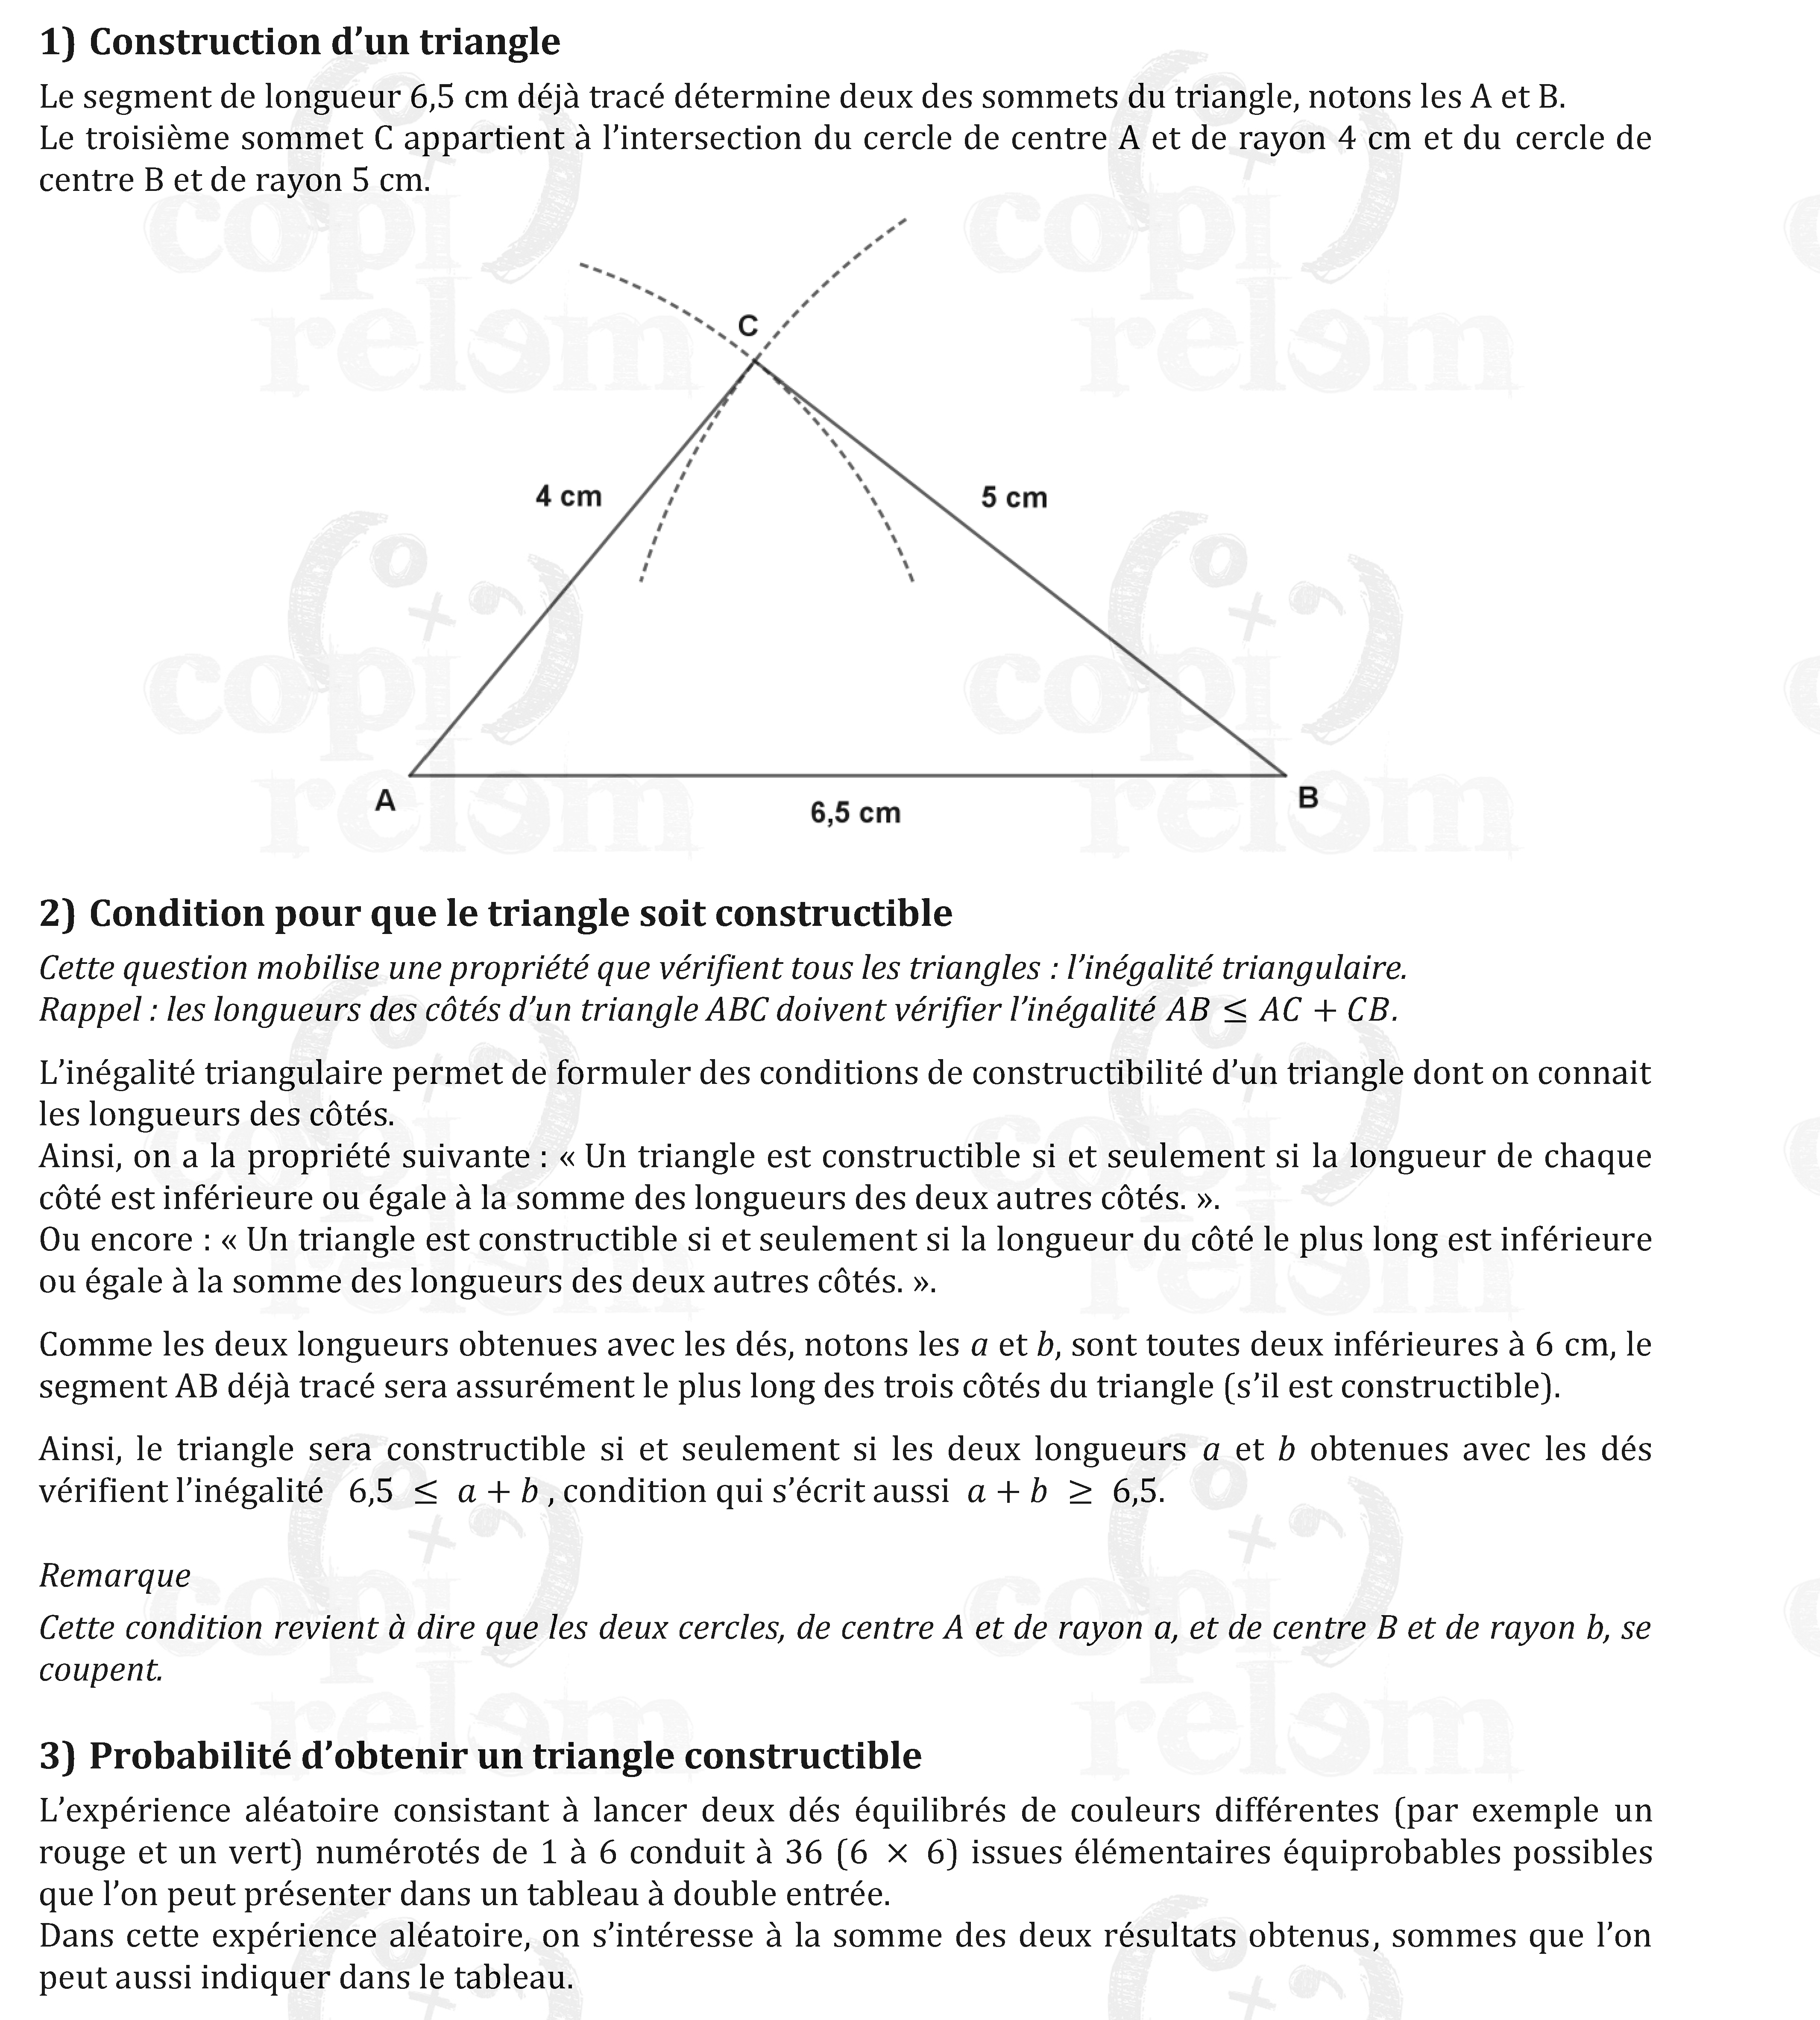 1) Construction d’un triangle
Le segment de longueur 6,5 cm déjà tracé détermine deux des sommets du triangle, notons les A et B.
Le troisième sommet C appartient à l’intersection du cercle de centre A et de rayon 4 cm et du cercle de
centre B et de rayon 5 cm.
C
4 cm
5 cm
A
B
6,5 cm
2) Condition pour que le triangle soit constructible
Cette question mobilise une propriété que vérifient tous les triangles : l’inégalité triangulaire.
Rappel : les longueurs des côtés d’un triangle ABC doivent vérifier l’inégalité AB ≤ AC + CB.
L’inégalité triangulaire permet de formuler des conditions de constructibilité d’un triangle dont on connait
les longueurs des côtés.
Ainsi, on a la propriété suivante : « Un triangle est constructible si et seulement si la longueur de chaque
côté est inférieure ou égale à la somme des longueurs des deux autres côtés. ».
Ou encore : « Un triangle est constructible si et seulement si la longueur du côté le plus long est inférieure
ou égale à la somme des longueurs des deux autres côtés. ».
Comme les deux longueurs obtenues avec les dés, notons les a et b, sont toutes deux inférieures à 6 cm, le
segment AB déjà tracé sera assurément le plus long des trois côtés du triangle (s’il est constructible).
Ainsi, le triangle sera constructible si et seulement si les deux longueurs a et b obtenues avec les dés
vérifient l’inégalité 6,5 ≤ a + b , condition qui s’écrit aussi a + b ≥ 6,5.
Remarque
Cette condition revient à dire que les deux cercles, de centre A et de rayon a, et de centre B et de rayon b, se
coupent.
3) Probabilité d’obtenir un triangle constructible
L’expérience aléatoire consistant à lancer deux dés équilibrés de couleurs différentes (par exemple un
rouge et un vert) numérotés de 1 à 6 conduit à 36 (6 × 6) issues élémentaires équiprobables possibles
que l’on peut présenter dans un tableau à double entrée.
Dans cette expérience aléatoire, on s’intéresse à la somme des deux résultats obtenus, sommes que l’on
peut aussi indiquer dans le tableau.
copi
relem